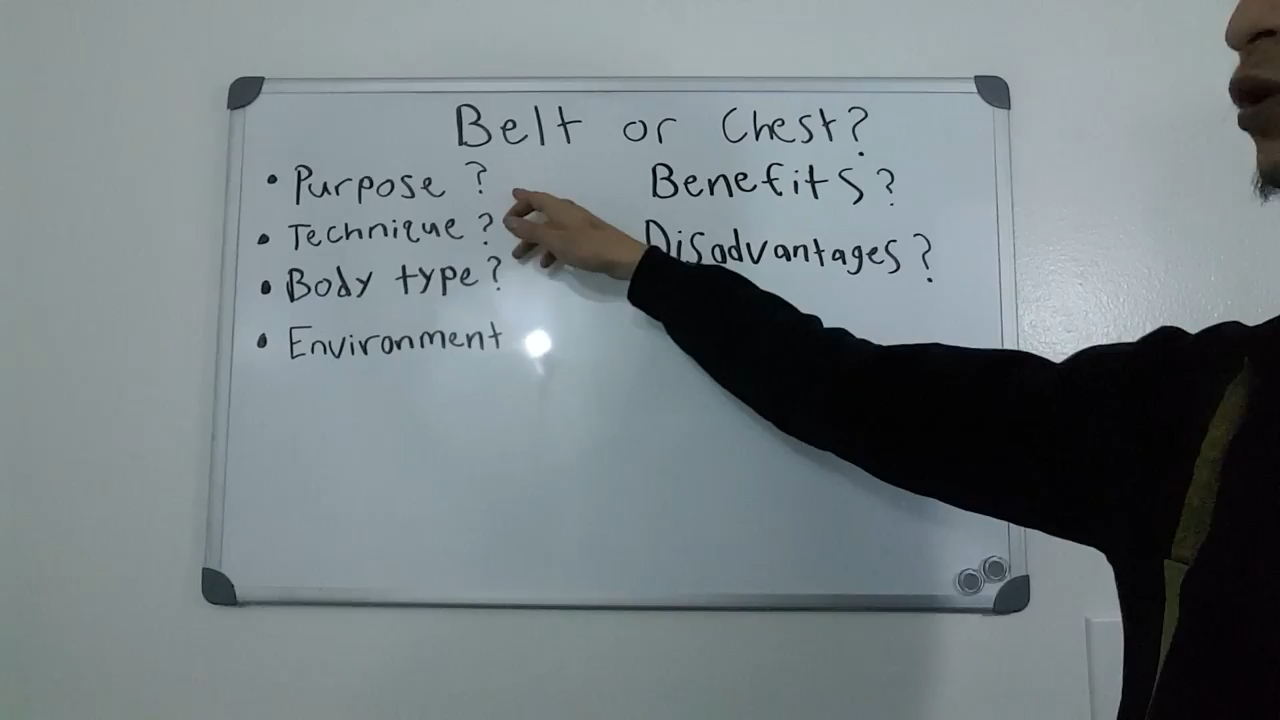 Belt or Chest?
• Purpose ?
• Technique ?
• Body type?
• Environment
Benefits?
Disadvantages?